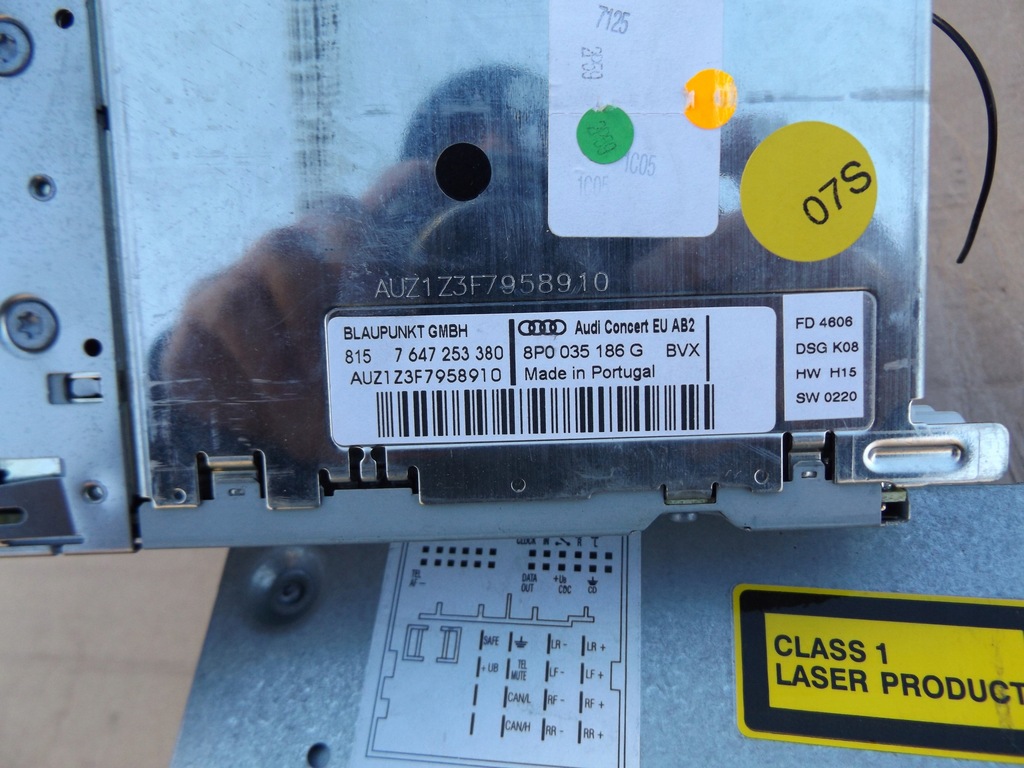 7125
1C05
07S
AUZ1Z3F7958910
BLAUPUNKT GMBH
815 7 647 253 380
AUZ1Z3F7958910
Audi Concert EU AB2
8P0 035 186 G BVX
Made in Portugal
FD 4606
DSG K08
HW H15
SW 0220
DATA OUT
+Us CDC
CD
SAFE
LR -
LR +
+ UB
TEL MUTE
LF -
LF +
CAN/L
RF -
RF +
CAN/H
RR -
RR +
CLASS 1
LASER PRODUCT